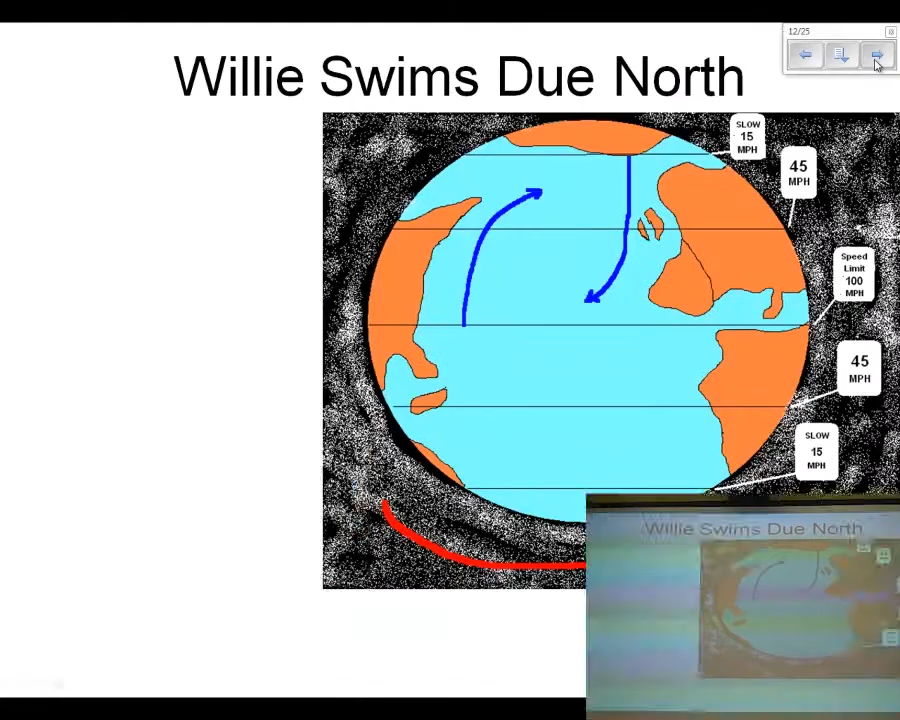 12/25
Willie Swims Due North
SLOW
15
MPH
45
MPH
Speed
Limit
100
MPH
45
MPH
SLOW
15
MPH
Willie Swims Due North